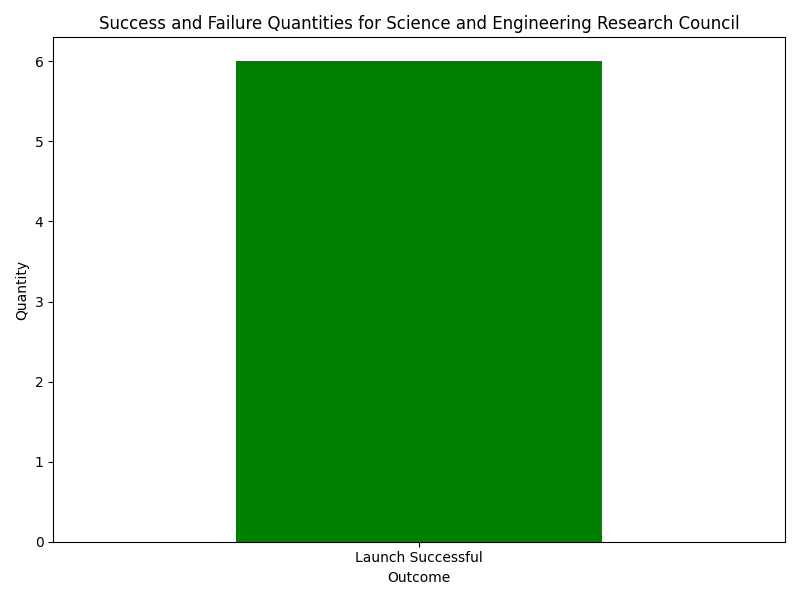 Success and Failure Quantities for Science and Engineering Research Council
Quantity
6
5
4
3
2
1
0
Launch Successful
Outcome